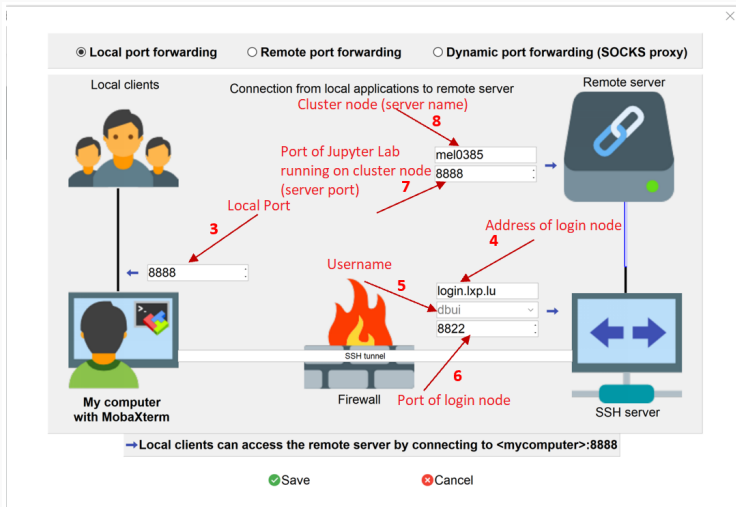 Local port forwarding
Remote port forwarding
Dynamic port forwarding (SOCKS proxy)
Local clients
Connection from local applications to remote server
Remote server
Cluster node (server name)
8
mel0385
Port of Jupyter Lab
running on cluster node
(server port)
7
8888
Local Port
3
8888
Address of login node
4
Username
5
login.lxp.lu
dbui
8822
SSH tunnel
6
My computer
with MobaXterm
Firewall
Port of login node
SSH server
Local clients can access the remote server by connecting to <mycomputer>:8888
Save
Cancel